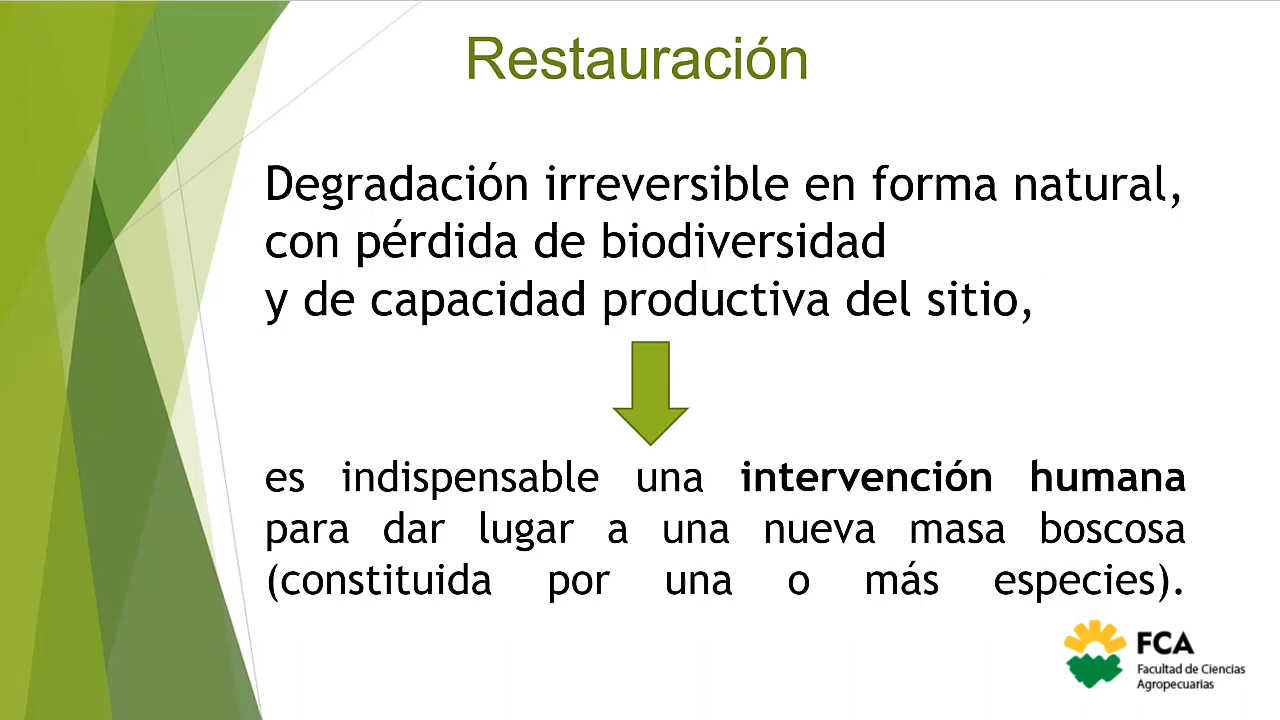 Restauración
Degradación irreversible en forma natural,
con pérdida de biodiversidad
y de capacidad productiva del sitio,
es indispensable una intervención humana
para dar lugar a una nueva masa boscosa
(constituida por una o más especies).
FCA
Facultad de Ciencias
Agropecuarias